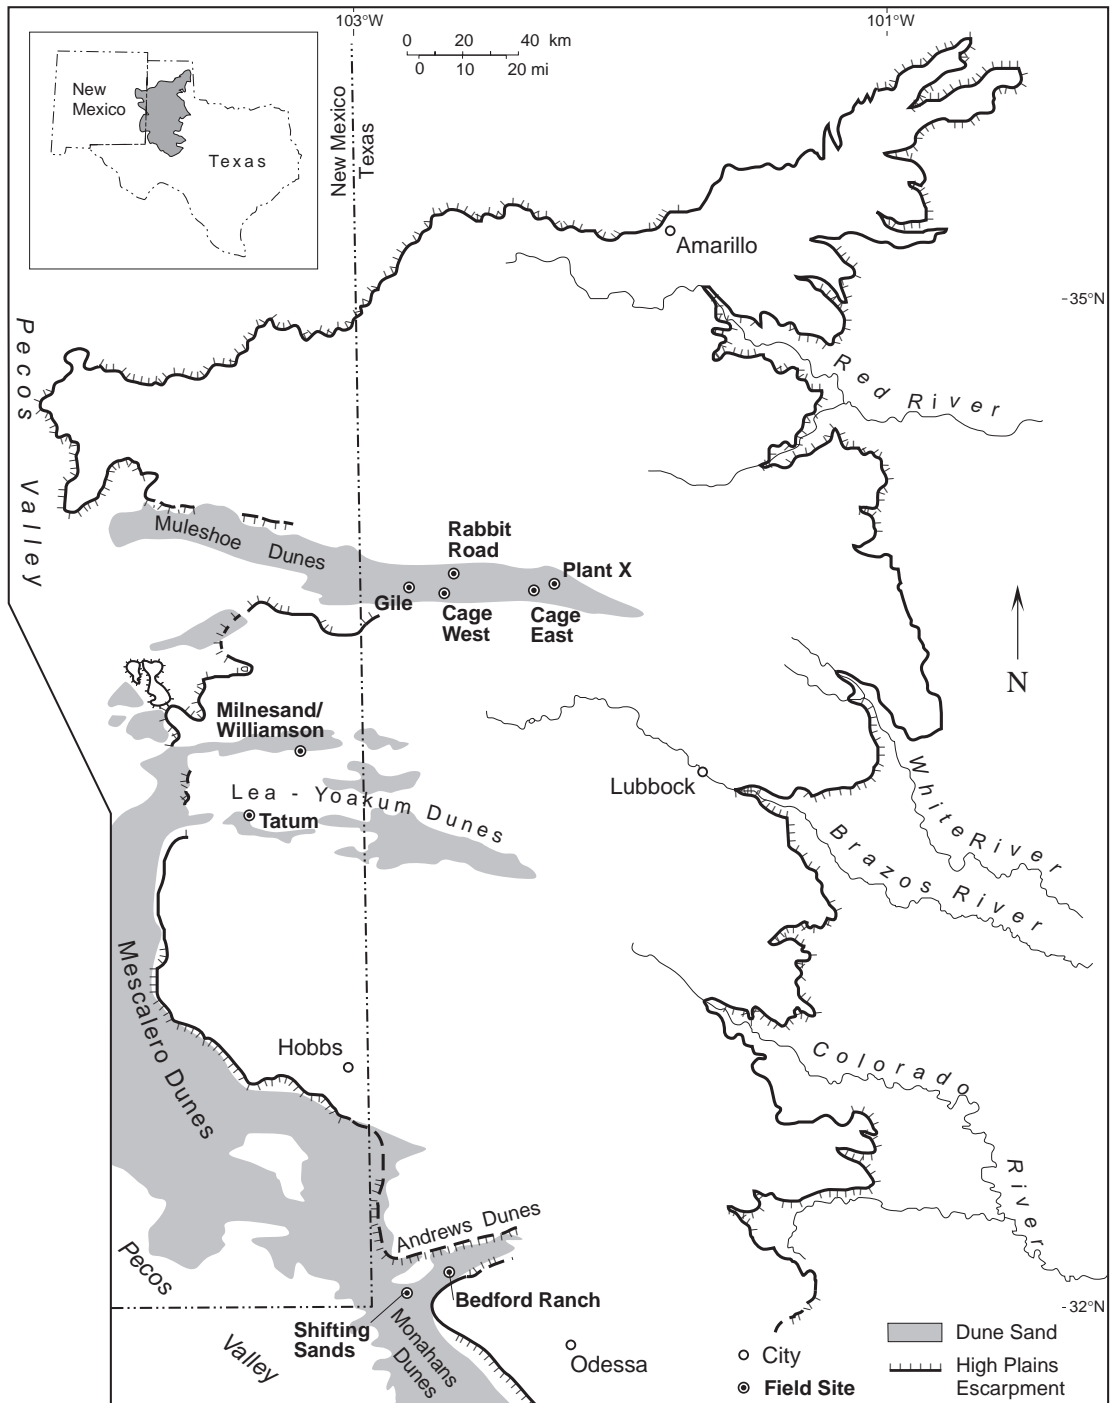 103°W
101°W
0 20 40 km
0 10 20 mi
New
Mexico
Texas
New Mexico
Texas
Amarillo
35°N
Pecos Valley
Red River
Muleshoe Dunes
Rabbit
Road
Plant X
Gile
Cage
West
Cage
East
N
Milnesand/
Williamson
Lubbock
Lea - Yoakum Dunes
Tatum
White River
Brazos River
Mescalero Dunes
Hobbs
Colorado River
Andrews Dunes
Pecos
Valley
Bedford Ranch
Shifting
Sands
Monahans
Dunes
Odessa
32°N
Dune Sand
City
High Plains
Escarpment
Field Site